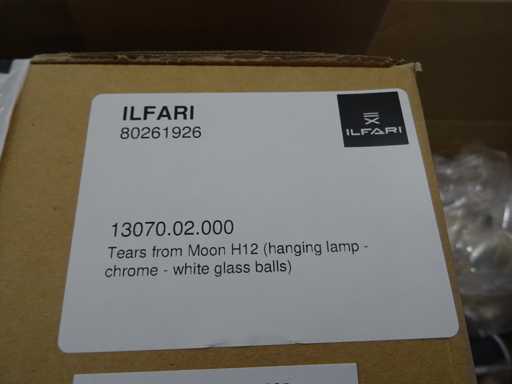 ILFARI
80261926
ILFARI
13070.02.000
Tears from Moon H12 (hanging lamp -
chrome - white glass balls)